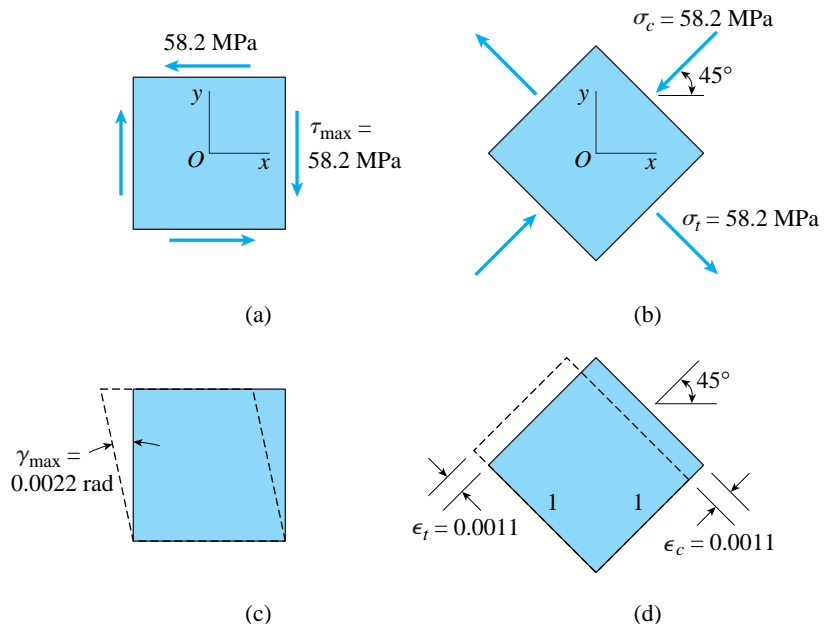 58.2 MPa
y
O
x
τmax =
58.2 MPa
(a)
σc = 58.2 MPa
45°
y
O
x
σt = 58.2 MPa
(b)
γmax =
0.0022 rad
(c)
45°
1
1
ϵt = 0.0011
ϵc = 0.0011
(d)